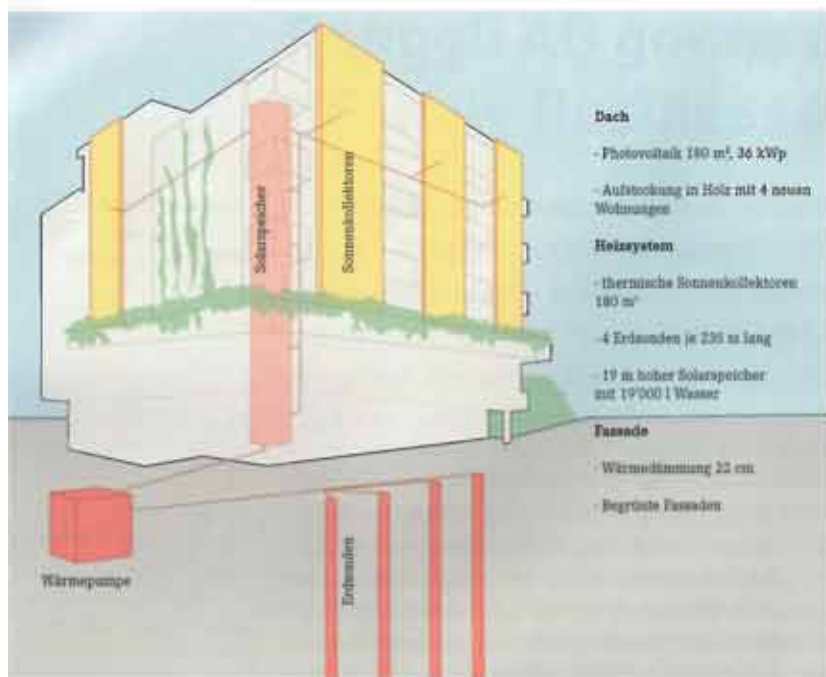 Solarspeicher
Sonnenkollektoren
Wärmepumpe
Erdsonden
Dach
- Photovoltaik 180 m², 36 kWp
- Aufstockung in Holz mit 4 neuen
Wohnungen
Heizsystem
- thermische Sonnenkollektoren
180 m²
- 4 Erdsonden je 235 m lang
- 19 m hoher Solarspeicher
mit 19'000 l Wasser
Fassade
- Wärmedämmung 22 cm
- Begrünte Fassaden